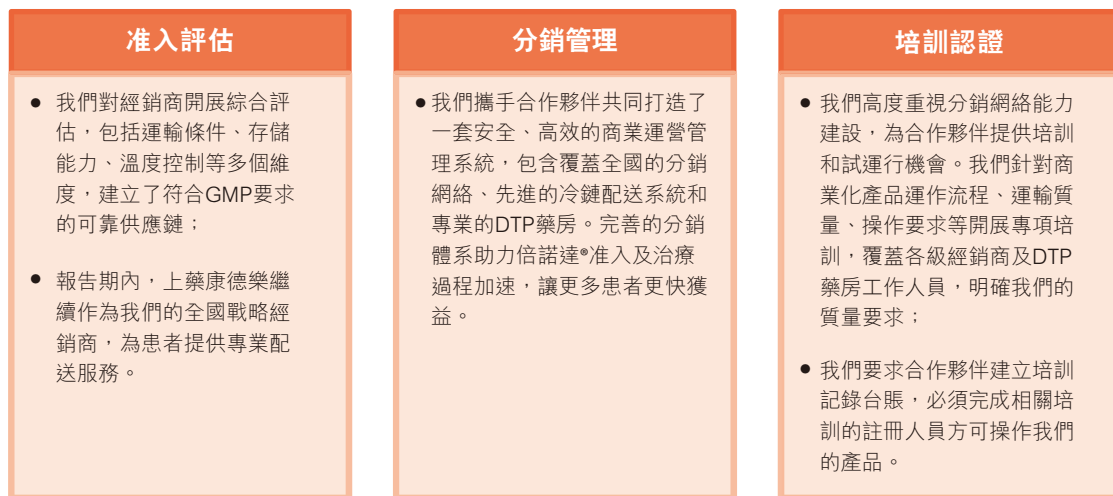 准入評估
● 我們對經銷商開展綜合評
估，包括運輸條件、存儲
能力、溫度控制等多個維
度，建立了符合GMP要求
的可靠供應鏈；
● 報告期內，上藥康德樂繼
續作為我們的全國戰略經
銷商，為患者提供專業配
送服務。
分銷管理
● 我們攜手合作夥伴共同打造了
一套安全、高效的商業運營管
理系統，包含覆蓋全國的分銷
網絡、先進的冷鏈配送系統和
專業的DTP藥房。完善的分銷
體系助力倍諾達®准入及治療
過程加速，讓更多患者更快獲
益。
培訓認證
● 我們高度重視分銷網絡能力
建設，為合作夥伴提供培訓
和試運行機會。我們針對商
業化產品運作流程、運輸質
量、操作要求等開展專項培
訓，覆蓋各級經銷商及DTP
藥房工作人員，明確我們的
質量要求；
● 我們要求合作夥伴建立培訓
記錄台賬，必須完成相關培
訓的註冊人員方可操作我們
的產品。